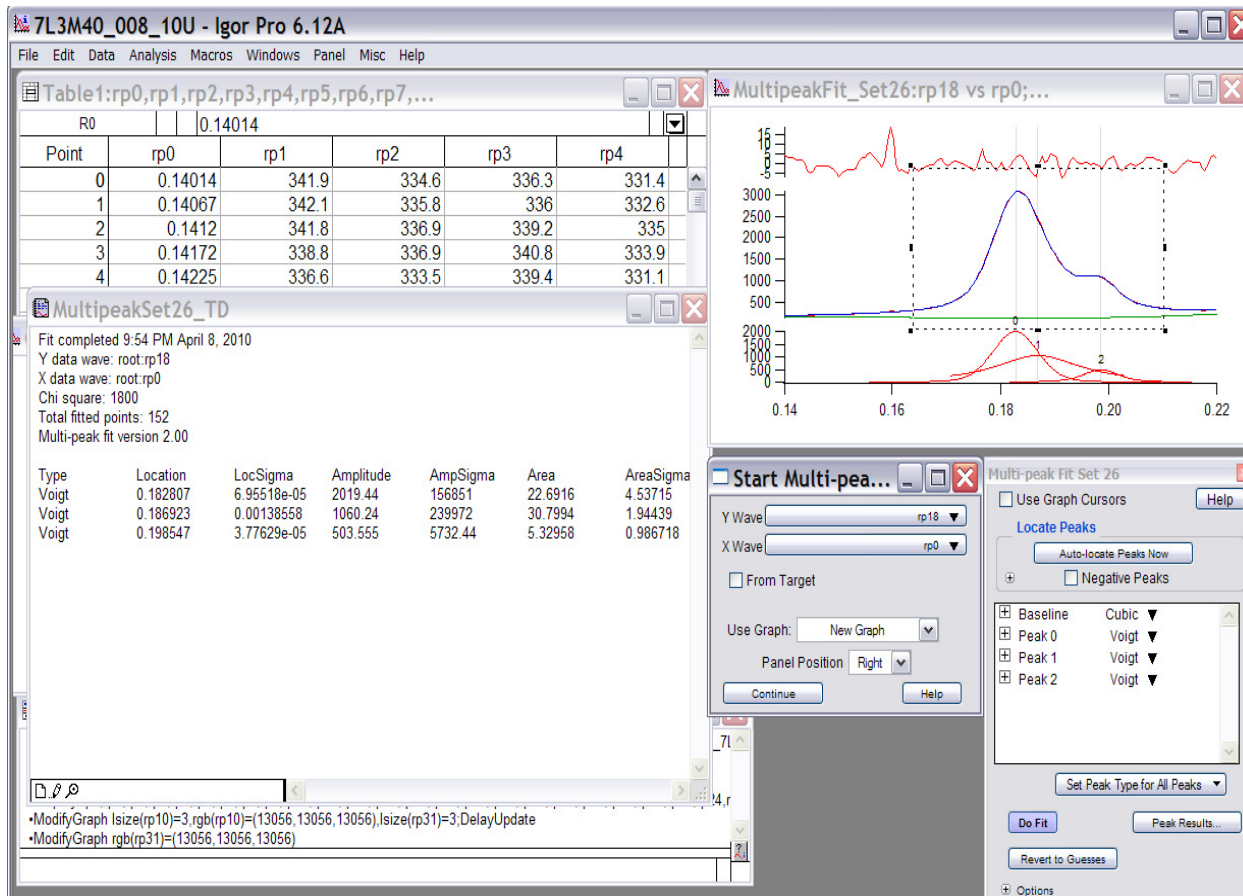 7L3M40_008_10U - Igor Pro 6.12A
File Edit Data Analysis Macros Windows Panel Misc Help
Table1:rp0,rp1,rp2,rp3,rp4,rp5,rp6,rp7,...
R0 0.14014
Point rp0 rp1 rp2 rp3 rp4
0 0.14014 341.9 334.6 336.3 331.4
1 0.14067 342.1 335.8 336 332.6
2 0.1412 341.8 336.9 339.2 335
3 0.14172 338.8 336.9 340.8 333.9
4 0.14225 336.6 333.5 339.4 331.1
MultipeakSet26_TD
Fit completed 9:54 PM April 8, 2010
Y data wave: root:rp18
X data wave: root:rp0
Chi square: 1800
Total fitted points: 152
Multi-peak fit version 2.00
Type Location LocSigma Amplitude AmpSigma Area AreaSigma
Voigt 0.182807 6.95518e-05 2019.44 156851 22.6916 4.53715
Voigt 0.186923 0.00138558 1060.24 239972 30.7994 1.94439
Voigt 0.198547 3.77629e-05 503.555 5732.44 5.32958 0.986718
_7L
24,r
•ModifyGraph lsize(rp10)=3,rgb(rp10)=(13056,13056,13056),lsize(rp31)=3;DelayUpdate
•ModifyGraph rgb(rp31)=(13056,13056,13056)
MultipeakFit_Set26:rp18 vs rp0;...
15
10
5
0
-5
3000
2500
2000
1500
1000
500
0
2000
1500
1000
500
0
1
2
0.14 0.16 0.18 0.20 0.22
Start Multi-pea...
Y Wave rp18
X Wave rp0
From Target
Use Graph: New Graph
Panel Position Right
Continue Help
Multi-peak Fit Set 26
Use Graph Cursors Help
Locate Peaks
Auto-locate Peaks Now
Negative Peaks
Baseline Cubic
Peak 0 Voigt
Peak 1 Voigt
Peak 2 Voigt
Set Peak Type for All Peaks
Do Fit Peak Results...
Revert to Guesses
Options